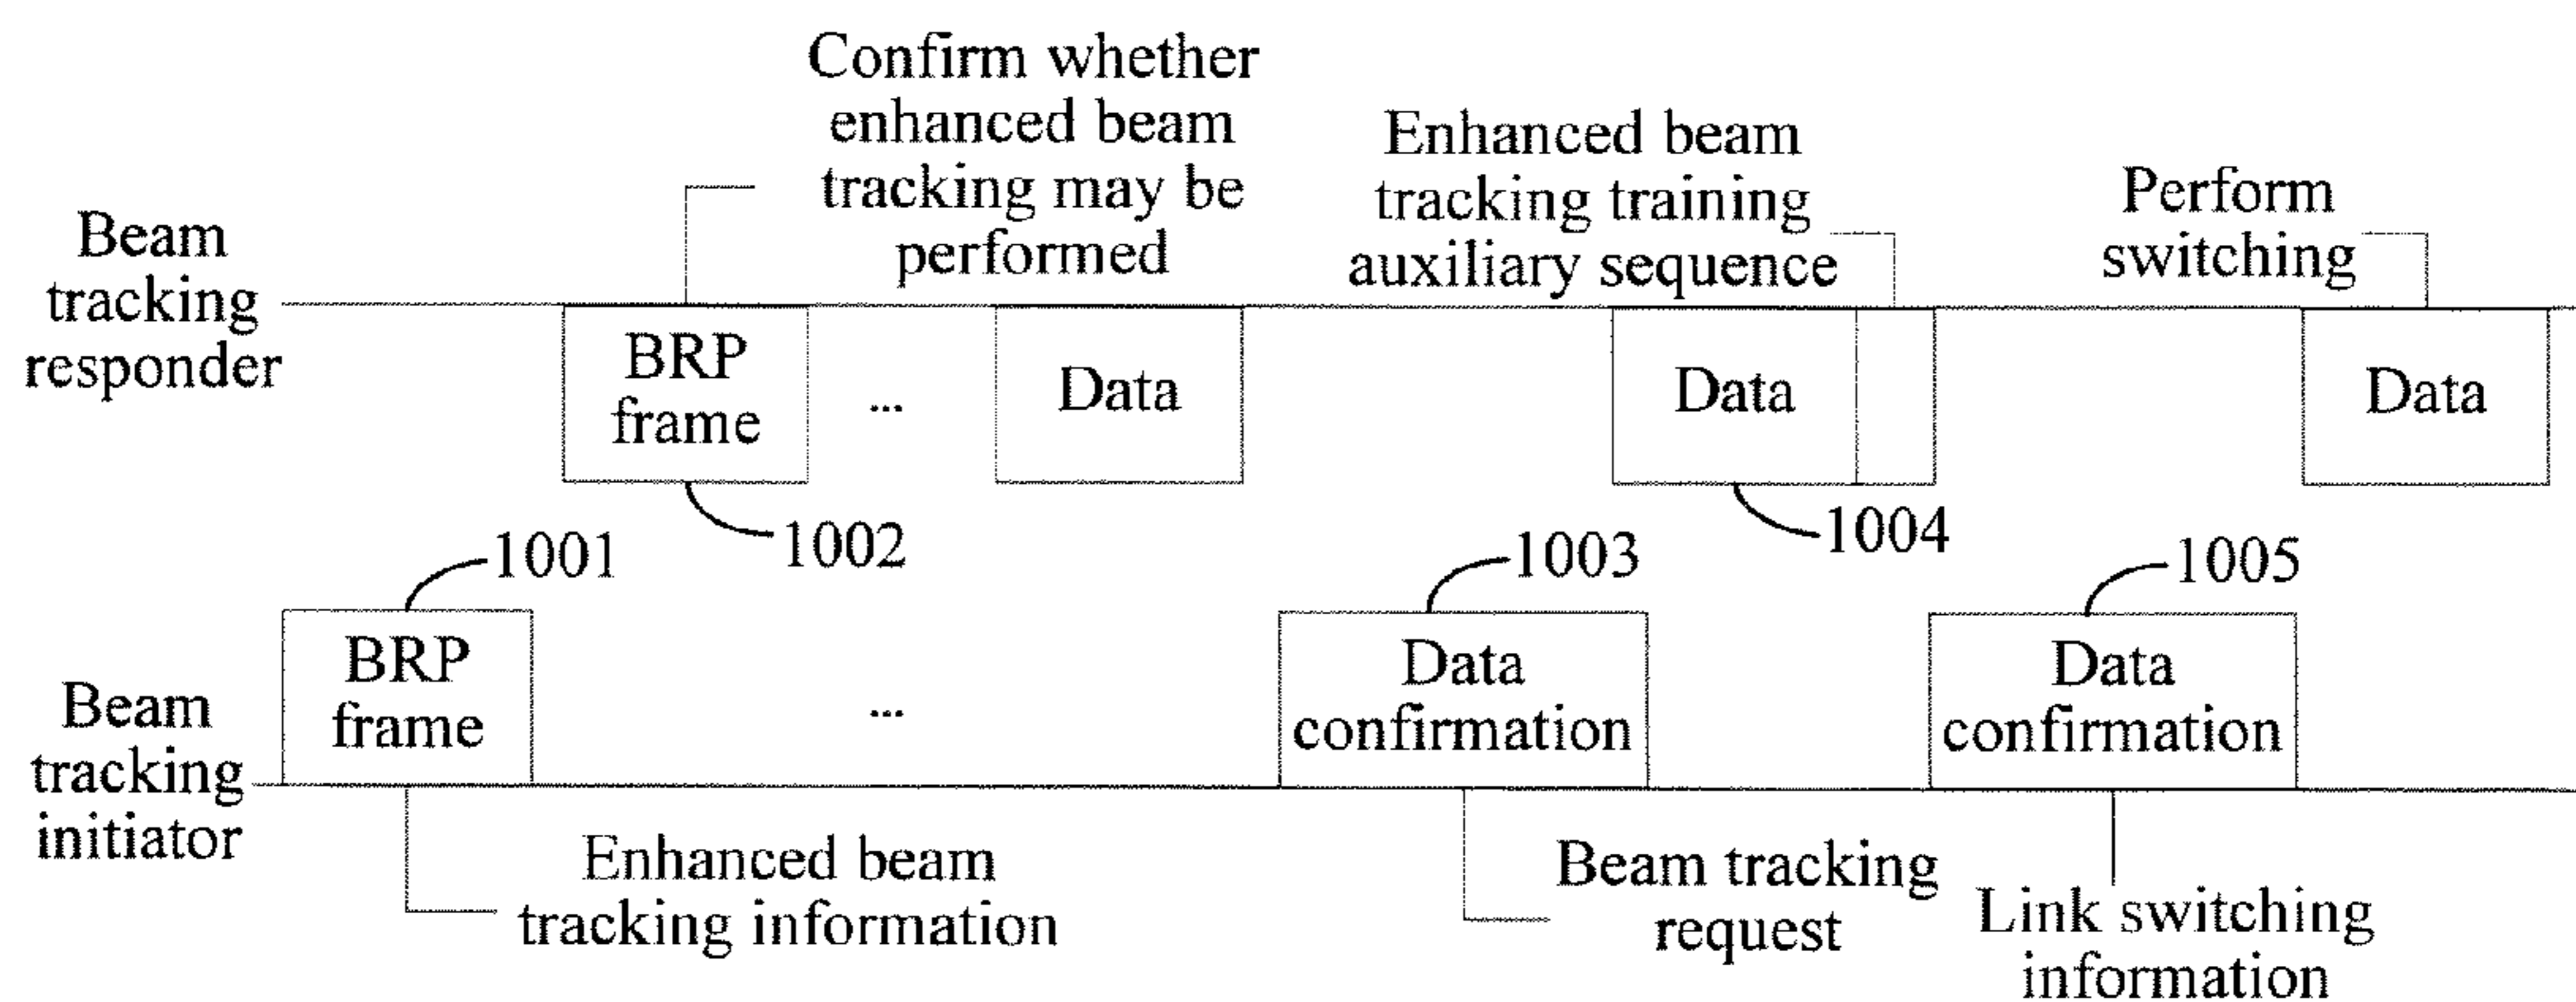 Confirm whether
enhanced beam
tracking may be
performed
Enhanced beam
tracking training
auxiliary sequence
Perform
switching
Beam
tracking
responder
BRP
frame
...
Data
Data
Data
1002
1004
1001
1003
1005
Beam
tracking
initiator
BRP
frame
...
Data
confirmation
Data
confirmation
Enhanced beam
tracking information
Beam tracking
request
Link switching
information